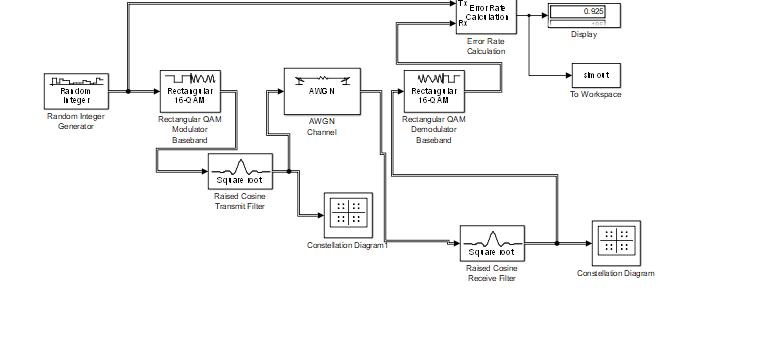 Tx
Rx
Error Rate
Calculation
Error Rate
Calculation
0.925
Display
sim out
To Workspace
Random
Integer
Random Integer
Generator
Rectangular
16-QAM
Rectangular QAM
Modulator
Baseband
AWGN
AWGN
Channel
Rectangular
16-QAM
Rectangular QAM
Demodulator
Baseband
Square root
Raised Cosine
Transmit Filter
Constellation Diagram1
Square root
Raised Cosine
Receive Filter
Constellation Diagram